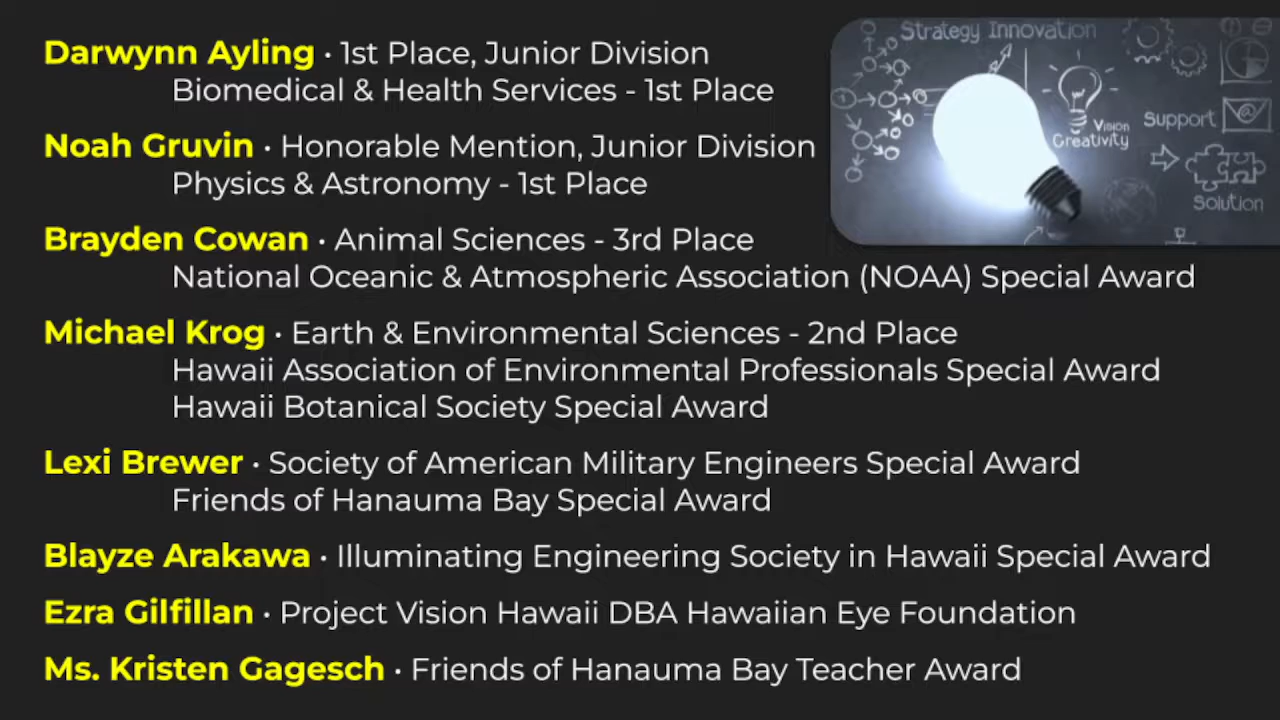 Darwynn Ayling · 1st Place, Junior Division
Biomedical & Health Services - 1st Place
Noah Gruvin · Honorable Mention, Junior Division
Physics & Astronomy - 1st Place
Brayden Cowan · Animal Sciences - 3rd Place
National Oceanic & Atmospheric Association (NOAA) Special Award
Michael Krog · Earth & Environmental Sciences - 2nd Place
Hawaii Association of Environmental Professionals Special Award
Hawaii Botanical Society Special Award
Lexi Brewer · Society of American Military Engineers Special Award
Friends of Hanauma Bay Special Award
Blayze Arakawa · Illuminating Engineering Society in Hawaii Special Award
Ezra Gilfillan · Project Vision Hawaii DBA Hawaiian Eye Foundation
Ms. Kristen Gagesch · Friends of Hanauma Bay Teacher Award
Strategy Innovation
Vision
Creativity
Support
Solution